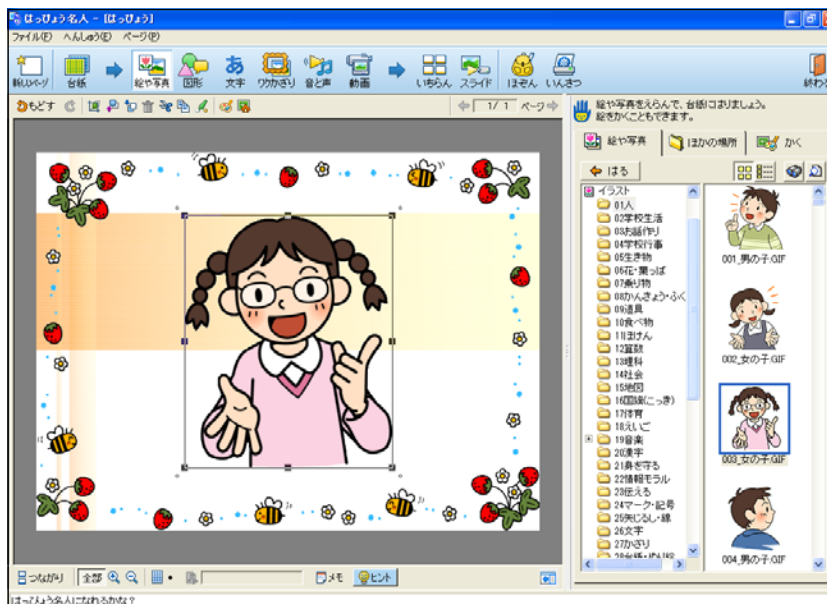 はっぴょう名人 - [はっぴょう]
ファイル(F) へんしゅう(E) ページ(P)
新しいページ 台紙 絵や写真 図形 文字 ワクかざり 音と声 動画 いちらん スライド ほぞん いんさつ 終わる
もどす 1/ 1 ページ
絵や写真をえらんで、台紙にはりましょう。
絵をかくこともできます。
絵や写真 ほかの場所 かく
はる
イラスト
01人
02学校生活
03お話作り
04学校行事
05生き物
06花・葉っぱ
07乗り物
08かんきょう・ふく
09道具
10食べ物
11ほけん
12算数
13理科
14社会
15地図
16国旗(こっき)
17体育
18えいご
19音楽
20漢字
21身を守る
22情報モラル
23伝える
24マーク・記号
25矢じるし・線
26文字
27かざり
001_男の子.GIF
002_女の子.GIF
003_女の子.GIF
004_男の子.GIF
つながり 全部 メモ ヒント
はっぴょう名人になれるかな?